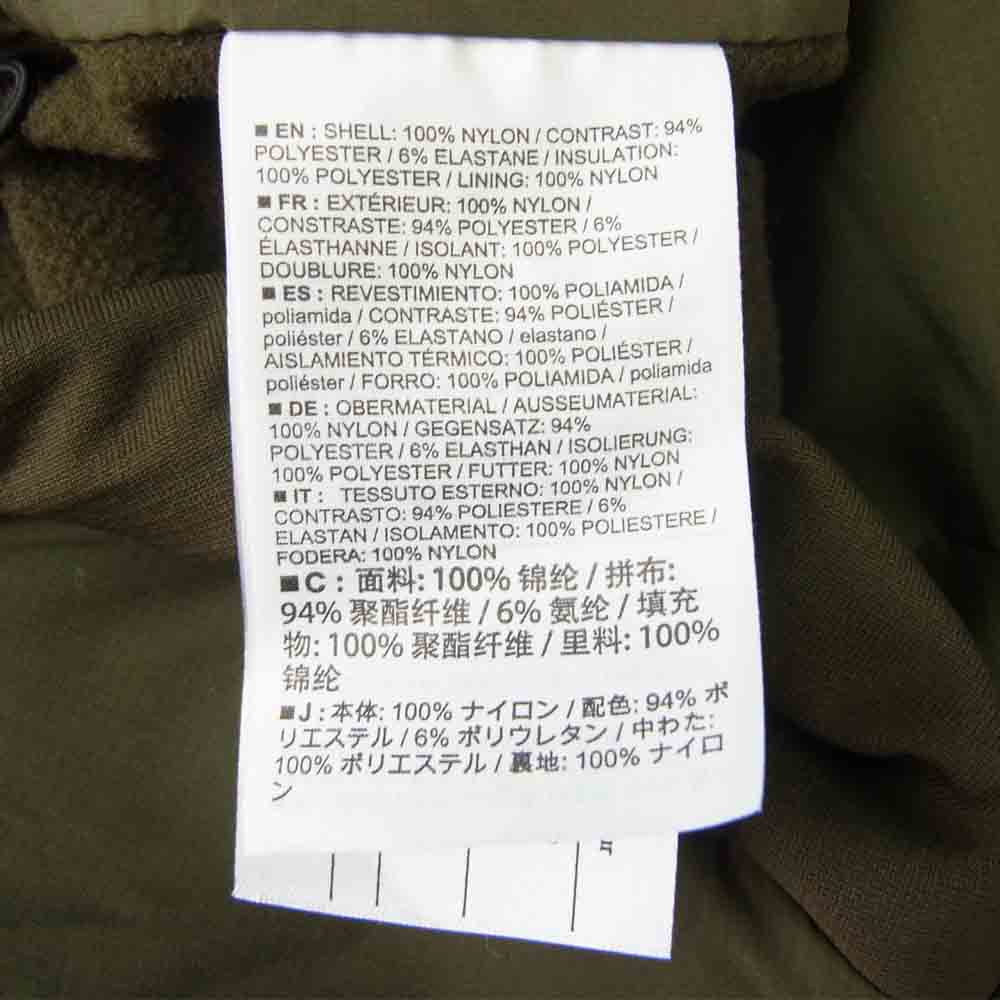 ■ EN : SHELL: 100% NYLON / CONTRAST: 94%
POLYESTER / 6% ELASTANE / INSULATION:
100% POLYESTER / LINING: 100% NYLON
■ FR : EXTÉRIEUR: 100% NYLON /
CONSTRASTE: 94% POLYESTER / 6%
ÉLASTHANNE / ISOLANT: 100% POLYESTER /
DOUBLURE: 100% NYLON
■ ES : REVESTIMIENTO: 100% POLIAMIDA /
poliamida / CONTRASTE: 94% POLIÉSTER /
poliéster / 6% ELASTANO / elastano /
AISLAMIENTO TÉRMICO: 100% POLIÉSTER /
poliéster / FORRO: 100% POLIAMIDA / poliamida
■ DE : OBERMATERIAL / AUSSEUMATERIAL:
100% NYLON / GEGENSATZ: 94%
POLYESTER / 6% ELASTHAN / ISOLIERUNG:
100% POLYESTER / FUTTER: 100% NYLON
■ IT : TESSUTO ESTERNO: 100% NYLON /
CONTRASTO: 94% POLIESTERE / 6%
ELASTAN / ISOLAMENTO: 100% POLIESTERE /
FODERA: 100% NYLON
■ C : 面料: 100% 锦纶 / 拼布:
94% 聚酯纤维 / 6% 氨纶 / 填充
物: 100% 聚酯纤维 / 里料: 100%
锦纶
■ J : 本体: 100% ナイロン / 配色: 94% ポ
リエステル / 6% ポリウレタン / 中わた:
100% ポリエステル / 裏地: 100% ナイロ
ン